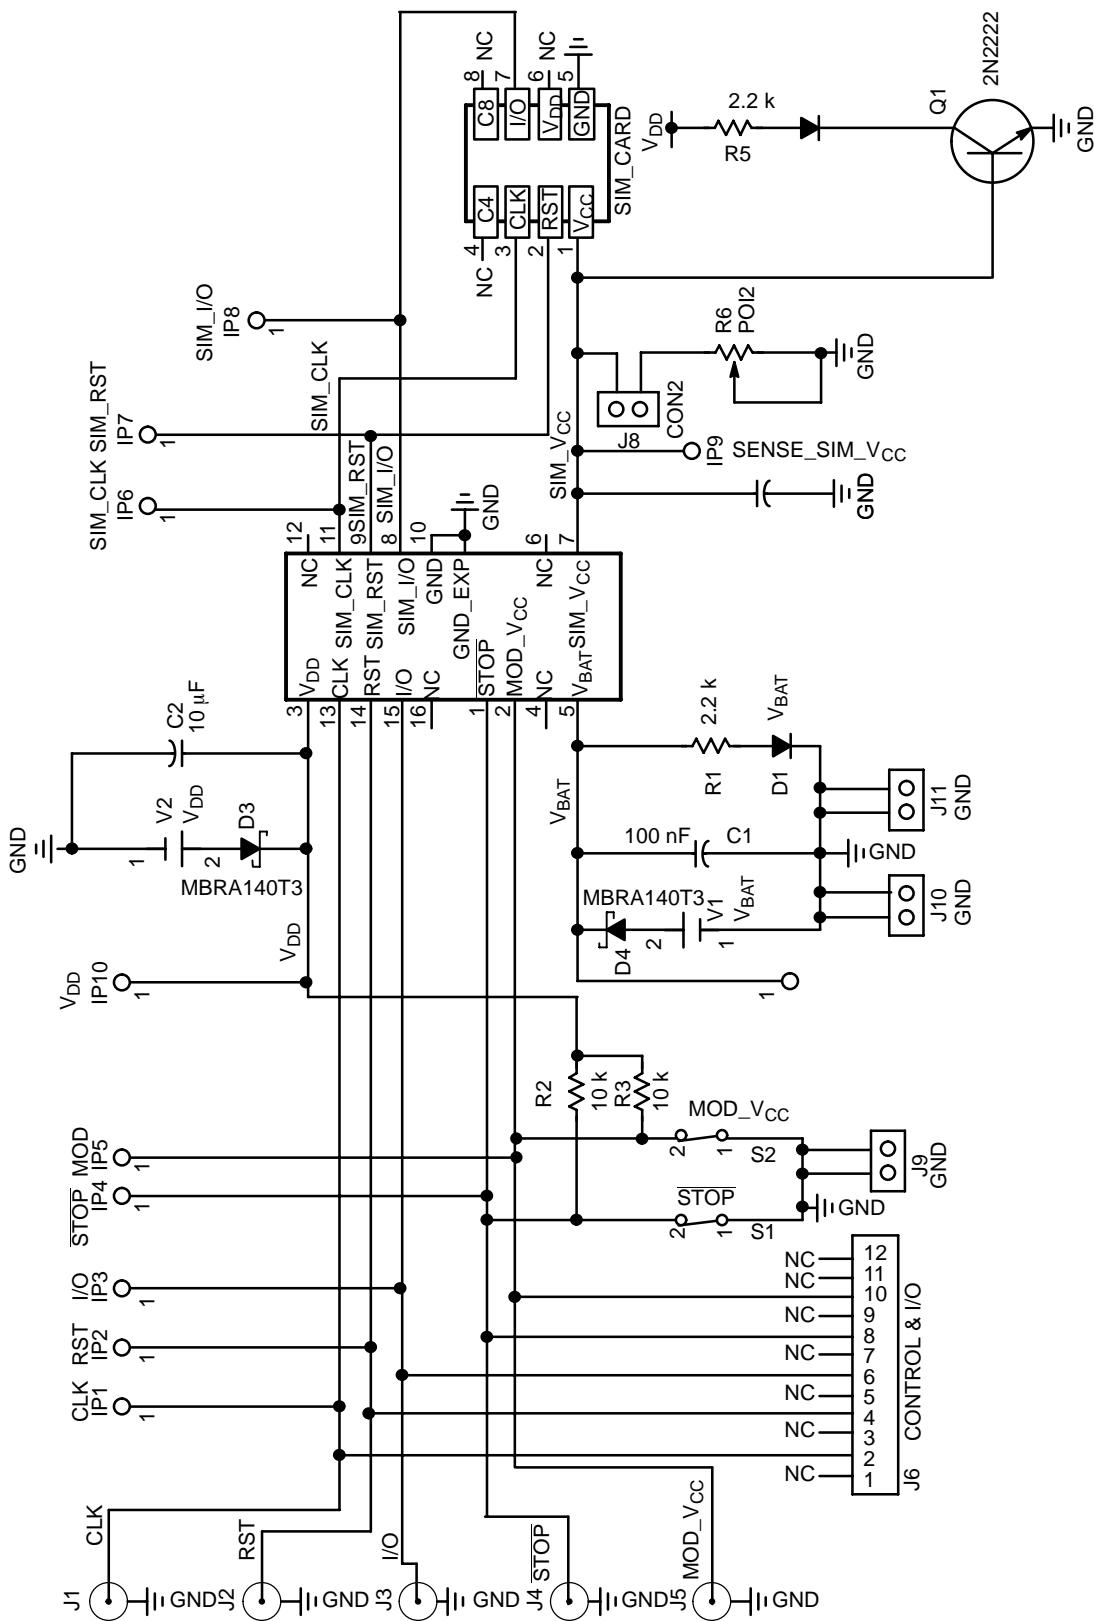 J1
CLK
GND
J2
RST
GND
J3
I/O
GND
J4
STOP
GND
J5
MOD_VCC
GND
CLK
IP1
1
RST
IP2
1
I/O
IP3
1
STOP
IP4
1
MOD
IP5
1
VDD
IP10
1
VDD
GND
1
V2
VDD
2
D3
MBRA140T3
C2
10 μF
NC
1
2
NC
3
4
NC
5
6
NC
7
8
NC
9
10
NC
11
NC
12
J6
CONTROL & I/O
R2
10 k
R3
10 k
MOD_VCC
2
1
S2
STOP
2
1
S1
GND
J9
GND
1
VBAT
MBRA140T3
D4
2
V1
1
VBAT
100 nF
C1
GND
J10
GND
J11
GND
R1
2.2 k
D1
VBAT
3
VDD
13
CLK
14
RST
15
I/O
16
NC
1
STOP
2
MOD_VCC
4
NC
5
VBAT
NC
12
SIM_CLK
11
SIM_RST
9
SIM_I/O
8
GND
10
GND_EXP
NC
6
SIM_VCC
7
GND
SIM_CLK
IP6
1
SIM_RST
IP7
1
SIM_I/O
IP8
1
SIM_CLK
SIM_RST
SIM_I/O
SIM_VCC
GND
IP9
SENSE_SIM_VCC
J8
CON2
R6
POI2
GND
NC
4
C4
3
CLK
2
RST
1
VCC
C8
8
NC
I/O
7
VDD
6
NC
GND
5
SIM_CARD
VDD
R5
2.2 k
Q1
2N2222
GND